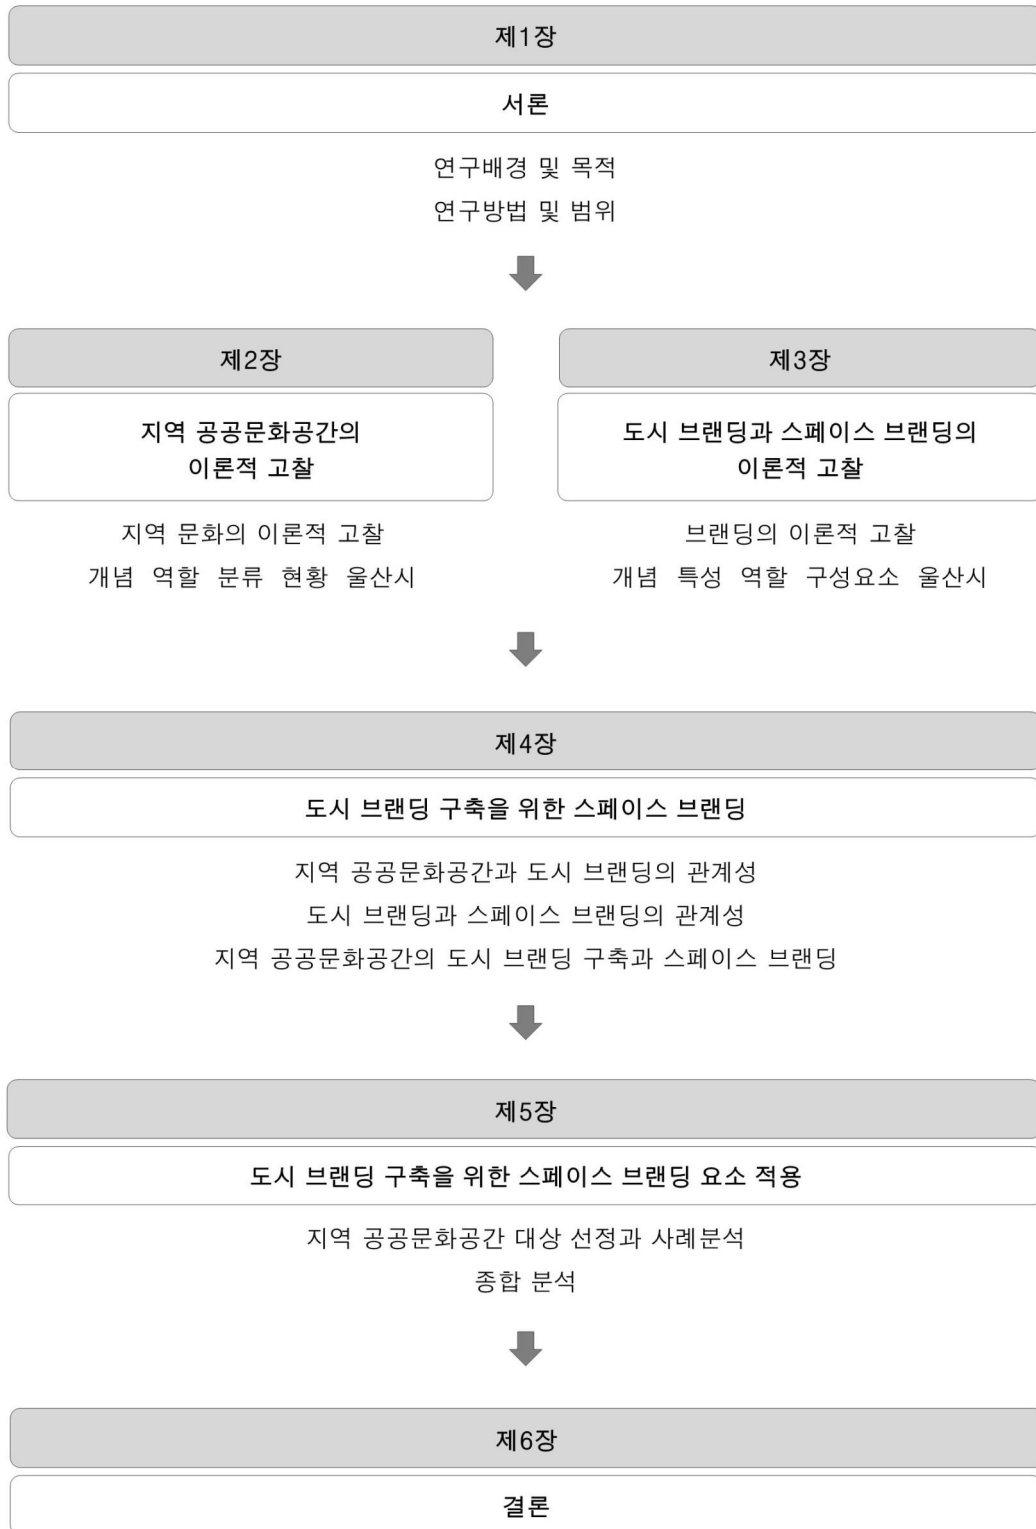 제1장
서론
연구배경 및 목적
연구방법 및 범위
제2장
지역 공공문화공간의
이론적 고찰
지역 문화의 이론적 고찰
개념 역할 분류 현황 울산시
제3장
도시 브랜딩과 스페이스 브랜딩의
이론적 고찰
브랜딩의 이론적 고찰
개념 특성 역할 구성요소 울산시
제4장
도시 브랜딩 구축을 위한 스페이스 브랜딩
지역 공공문화공간과 도시 브랜딩의 관계성
도시 브랜딩과 스페이스 브랜딩의 관계성
지역 공공문화공간의 도시 브랜딩 구축과 스페이스 브랜딩
제5장
도시 브랜딩 구축을 위한 스페이스 브랜딩 요소 적용
지역 공공문화공간 대상 선정과 사례분석
종합 분석
제6장
결론